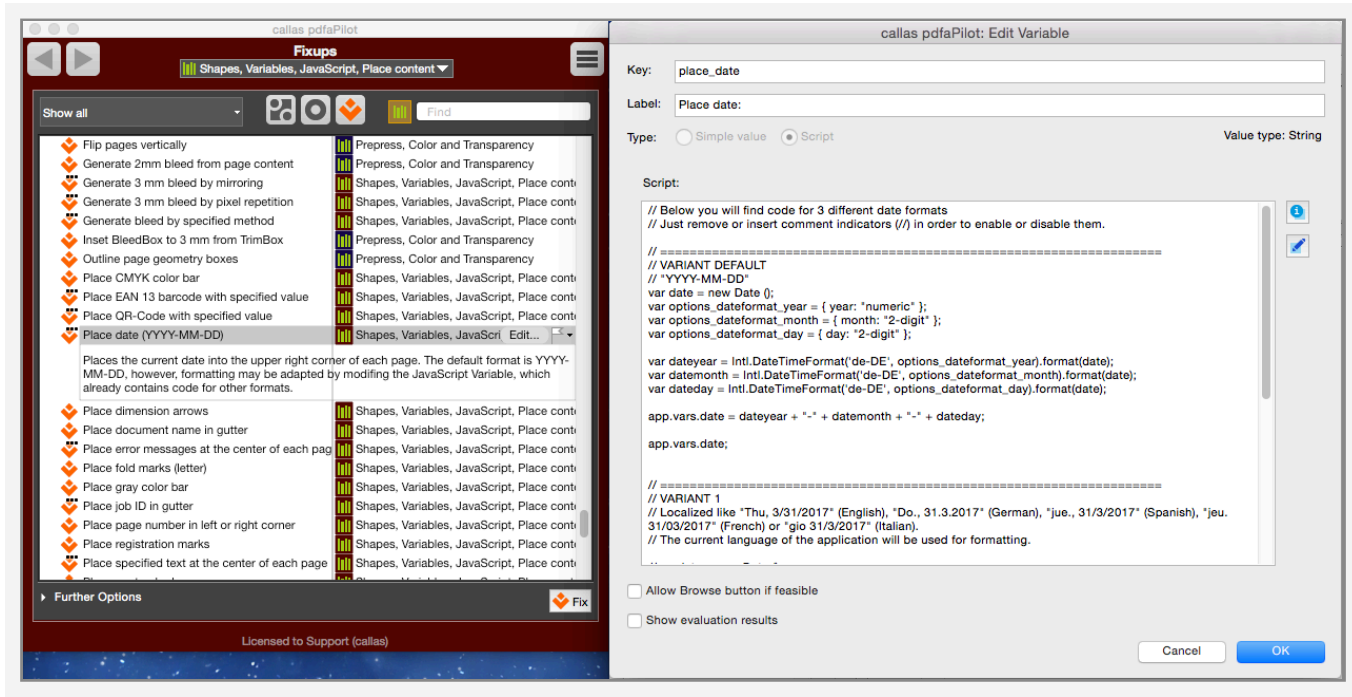 callas pdfaPilot
Fixups
Shapes, Variables, JavaScript, Place content
Show all
Find
Flip pages vertically Prepress, Color and Transparency
Generate 2mm bleed from page content Prepress, Color and Transparency
Generate 3 mm bleed by mirroring Shapes, Variables, JavaScript, Place conte
Generate 3 mm bleed by pixel repetition Shapes, Variables, JavaScript, Place conte
Generate bleed by specified method Shapes, Variables, JavaScript, Place conte
Inset BleedBox to 3 mm from TrimBox Prepress, Color and Transparency
Outline page geometry boxes Prepress, Color and Transparency
Place CMYK color bar Shapes, Variables, JavaScript, Place conte
Place EAN 13 barcode with specified value Shapes, Variables, JavaScript, Place conte
Place QR-Code with specified value Shapes, Variables, JavaScript, Place conte
Place date (YYYY-MM-DD) Shapes, Variables, JavaScri Edit...
Places the current date into the upper right corner of each page. The default format is YYYY-
MM-DD, however, formatting may be adapted by modifing the JavaScript Variable, which
already contains code for other formats.
Place dimension arrows Shapes, Variables, JavaScript, Place conte
Place document name in gutter Shapes, Variables, JavaScript, Place conte
Place error messages at the center of each pag Shapes, Variables, JavaScript, Place conte
Place fold marks (letter) Shapes, Variables, JavaScript, Place conte
Place gray color bar Shapes, Variables, JavaScript, Place conte
Place job ID in gutter Shapes, Variables, JavaScript, Place conte
Place page number in left or right corner Shapes, Variables, JavaScript, Place conte
Place registration marks Shapes, Variables, JavaScript, Place conte
Place specified text at the center of each page Shapes, Variables, JavaScript, Place conte
Further Options
Fix
Licensed to Support (callas)
callas pdfaPilot: Edit Variable
Key: place_date
Label: Place date:
Type: Simple value Script Value type: String
Script:
// Below you will find code for 3 different date formats
// Just remove or insert comment indicators (//) in order to enable or disable them.
// ====================================================================
// VARIANT DEFAULT
// "YYYY-MM-DD"
var date = new Date ();
var options_dateformat_year = { year: "numeric" };
var options_dateformat_month = { month: "2-digit" };
var options_dateformat_day = { day: "2-digit" };
var dateyear = Intl.DateTimeFormat('de-DE', options_dateformat_year).format(date);
var datemonth = Intl.DateTimeFormat('de-DE', options_dateformat_month).format(date);
var dateday = Intl.DateTimeFormat('de-DE', options_dateformat_day).format(date);
app.vars.date = dateyear + "-" + datemonth + "-" + dateday;
app.vars.date;
// ====================================================================
// VARIANT 1
// Localized like "Thu, 3/31/2017" (English), "Do., 31.3.2017" (German), "jue., 31/3/2017" (Spanish), "jeu.
31/03/2017" (French) or "gio 31/3/2017" (Italian).
// The current language of the application will be used for formatting.
Allow Browse button if feasible
Show evaluation results
Cancel
OK